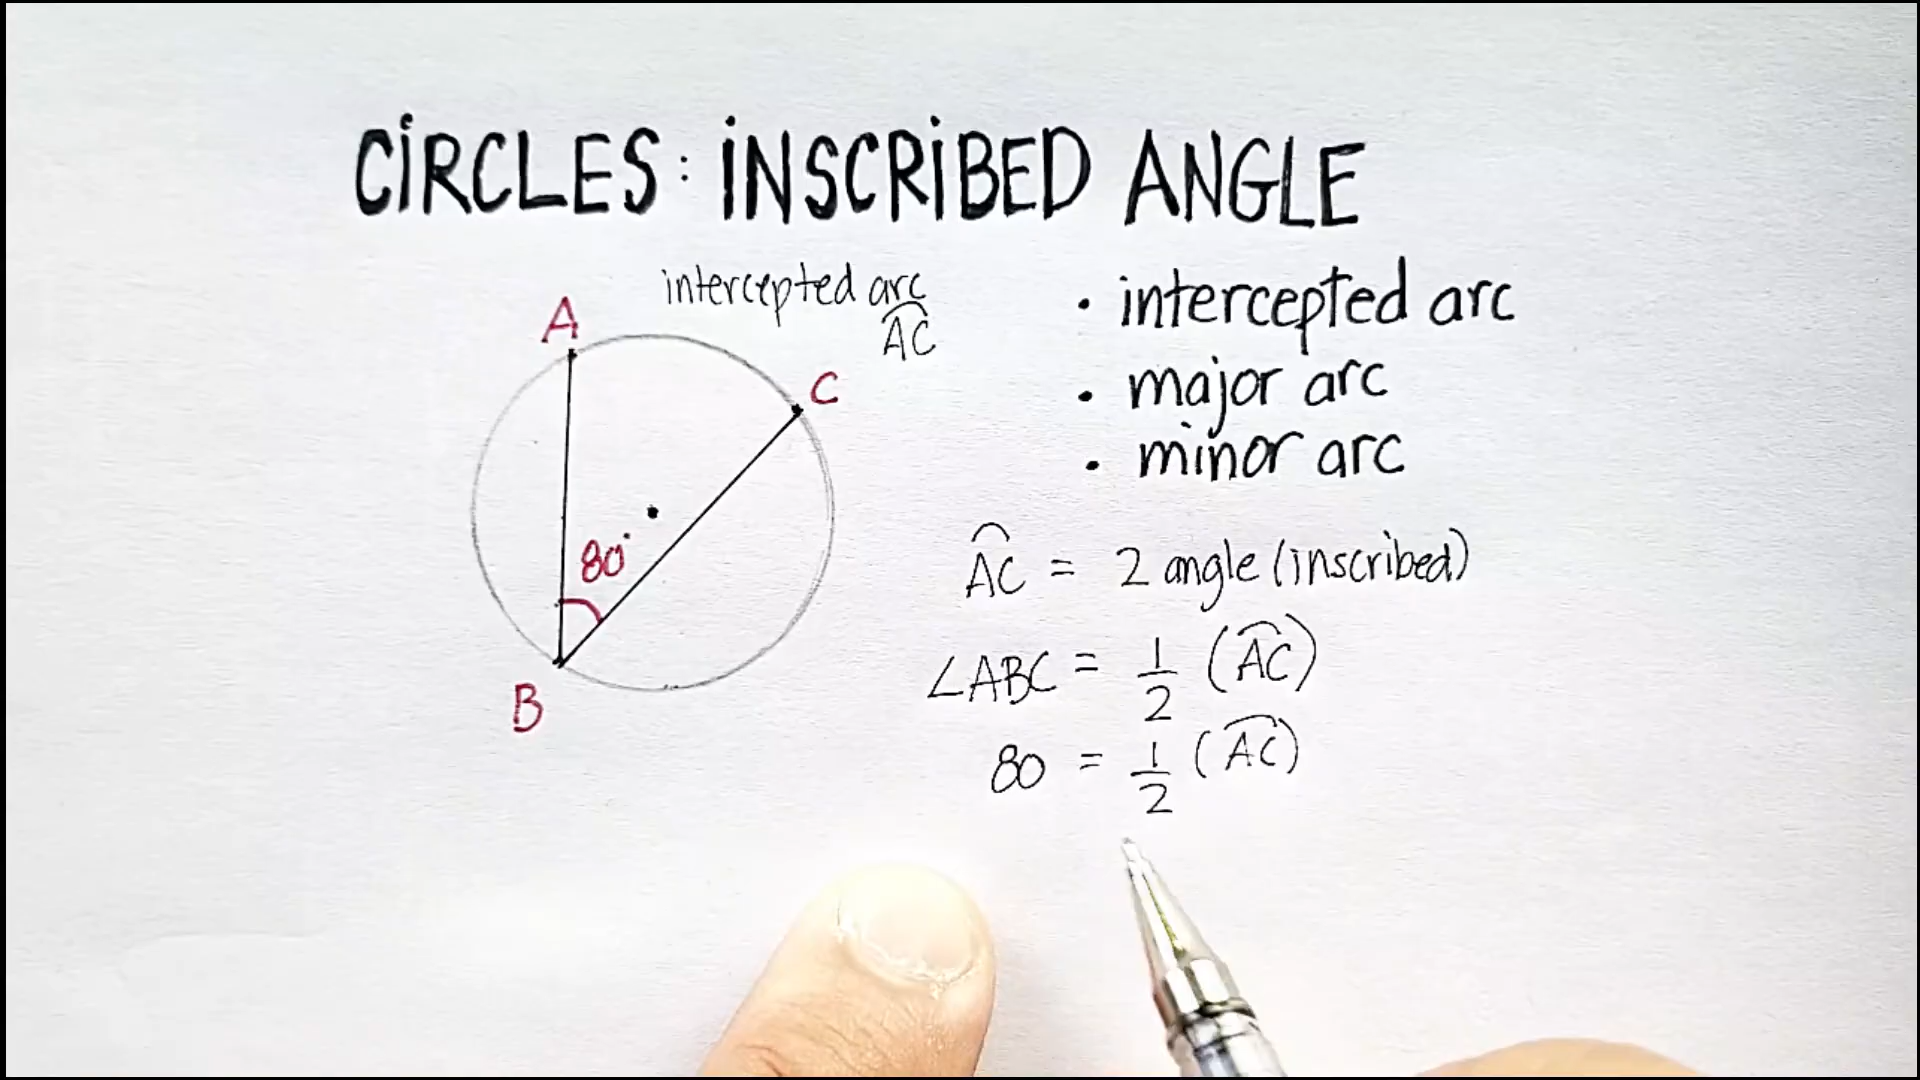 CIRCLES: INSCRIBED ANGLE
intercepted arc
AC
A
C
80°
B
• intercepted arc
• major arc
• minor arc
AC = 2 angle (inscribed)
∠ABC = 1/2 (AC)
80 = 1/2 (AC)